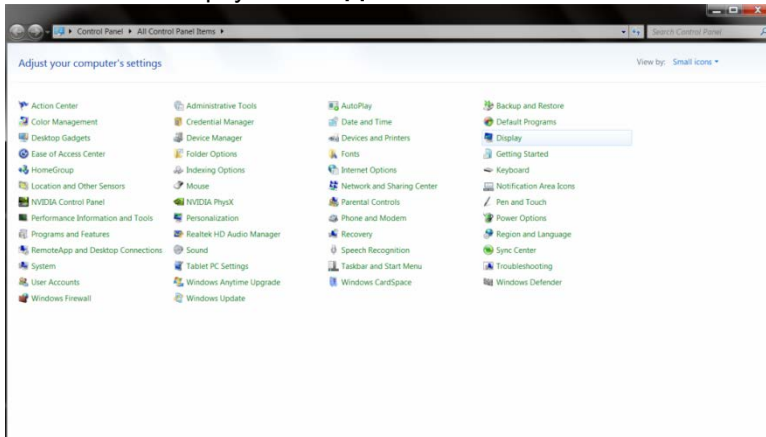 Control Panel All Control Panel Items Search Control Panel
Adjust your computer's settings View by: Small icons
Action Center Administrative Tools AutoPlay Backup and Restore
Color Management Credential Manager Date and Time Default Programs
Desktop Gadgets Device Manager Devices and Printers Display
Ease of Access Center Folder Options Fonts Getting Started
HomeGroup Indexing Options Internet Options Keyboard
Location and Other Sensors Mouse Network and Sharing Center Notification Area Icons
NVIDIA Control Panel NVIDIA PhysX Parental Controls Pen and Touch
Performance Information and Tools Personalization Phone and Modem Power Options
Programs and Features Realtek HD Audio Manager Recovery Region and Language
RemoteApp and Desktop Connections Sound Speech Recognition Sync Center
System Tablet PC Settings Taskbar and Start Menu Troubleshooting
User Accounts Windows Anytime Upgrade Windows CardSpace Windows Defender
Windows Firewall Windows Update